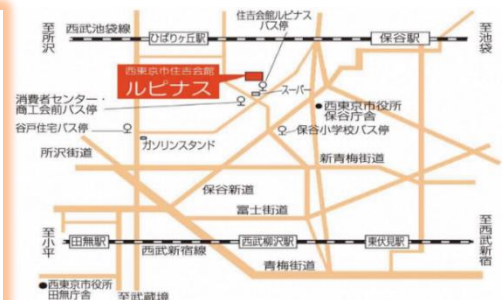 至所沢
西武池袋線
ひばりヶ丘駅
住吉会館ルピナス
バス停
保谷駅
至池袋
西東京市住吉会館
ルピナス
スーパー
消費者センター・
商工会前バス停
西東京市役所
保谷庁舎
谷戸住宅バス停
保谷小学校バス停
ガソリンスタンド
所沢街道
新青梅街道
保谷新道
富士街道
至小平
田無駅
西武新宿線
西武柳沢駅
東伏見駅
至西武新宿
青梅街道
西東京市役所
田無庁舎
至武蔵境